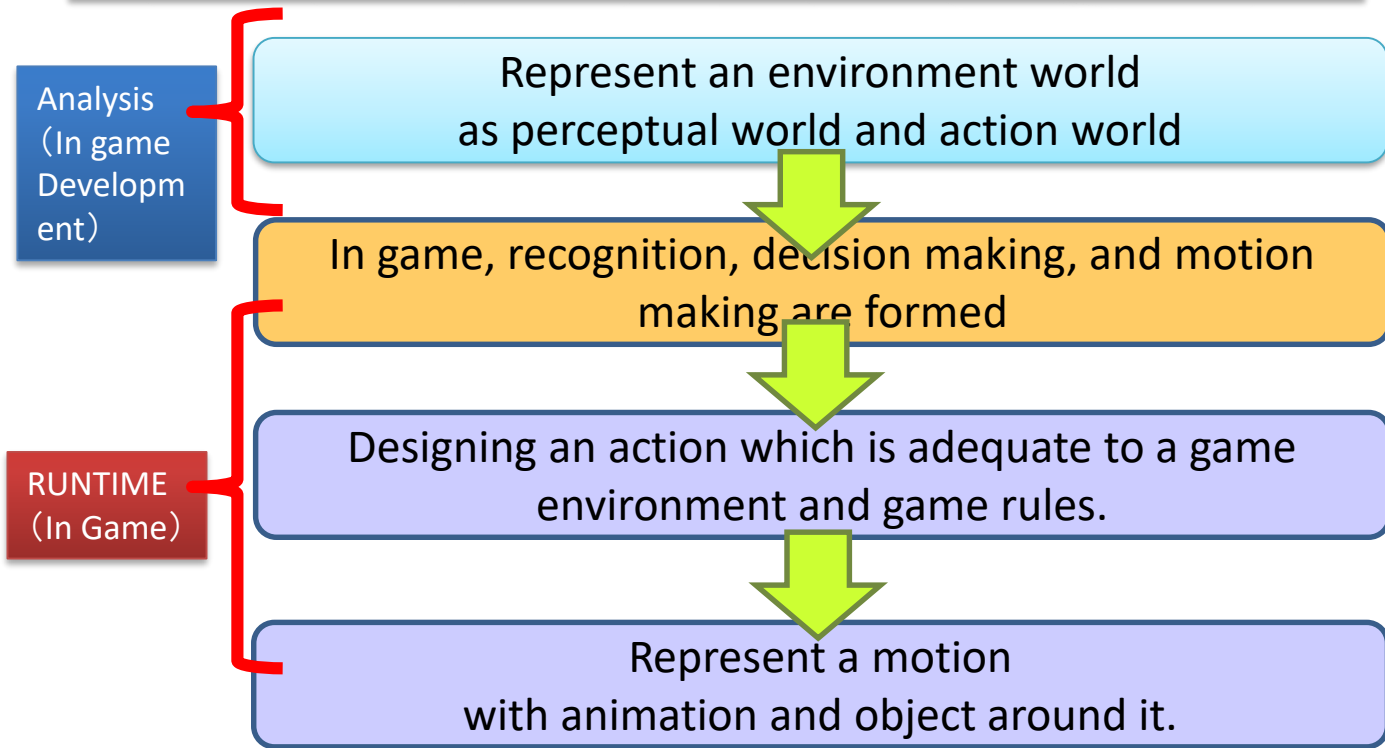 Represent an environment world
as perceptual world and action world
Analysis
（In game
Developm
ent）
In game, recognition, decision making, and motion
making are formed
Designing an action which is adequate to a game
environment and game rules.
RUNTIME
（In Game）
Represent a motion
with animation and object around it.